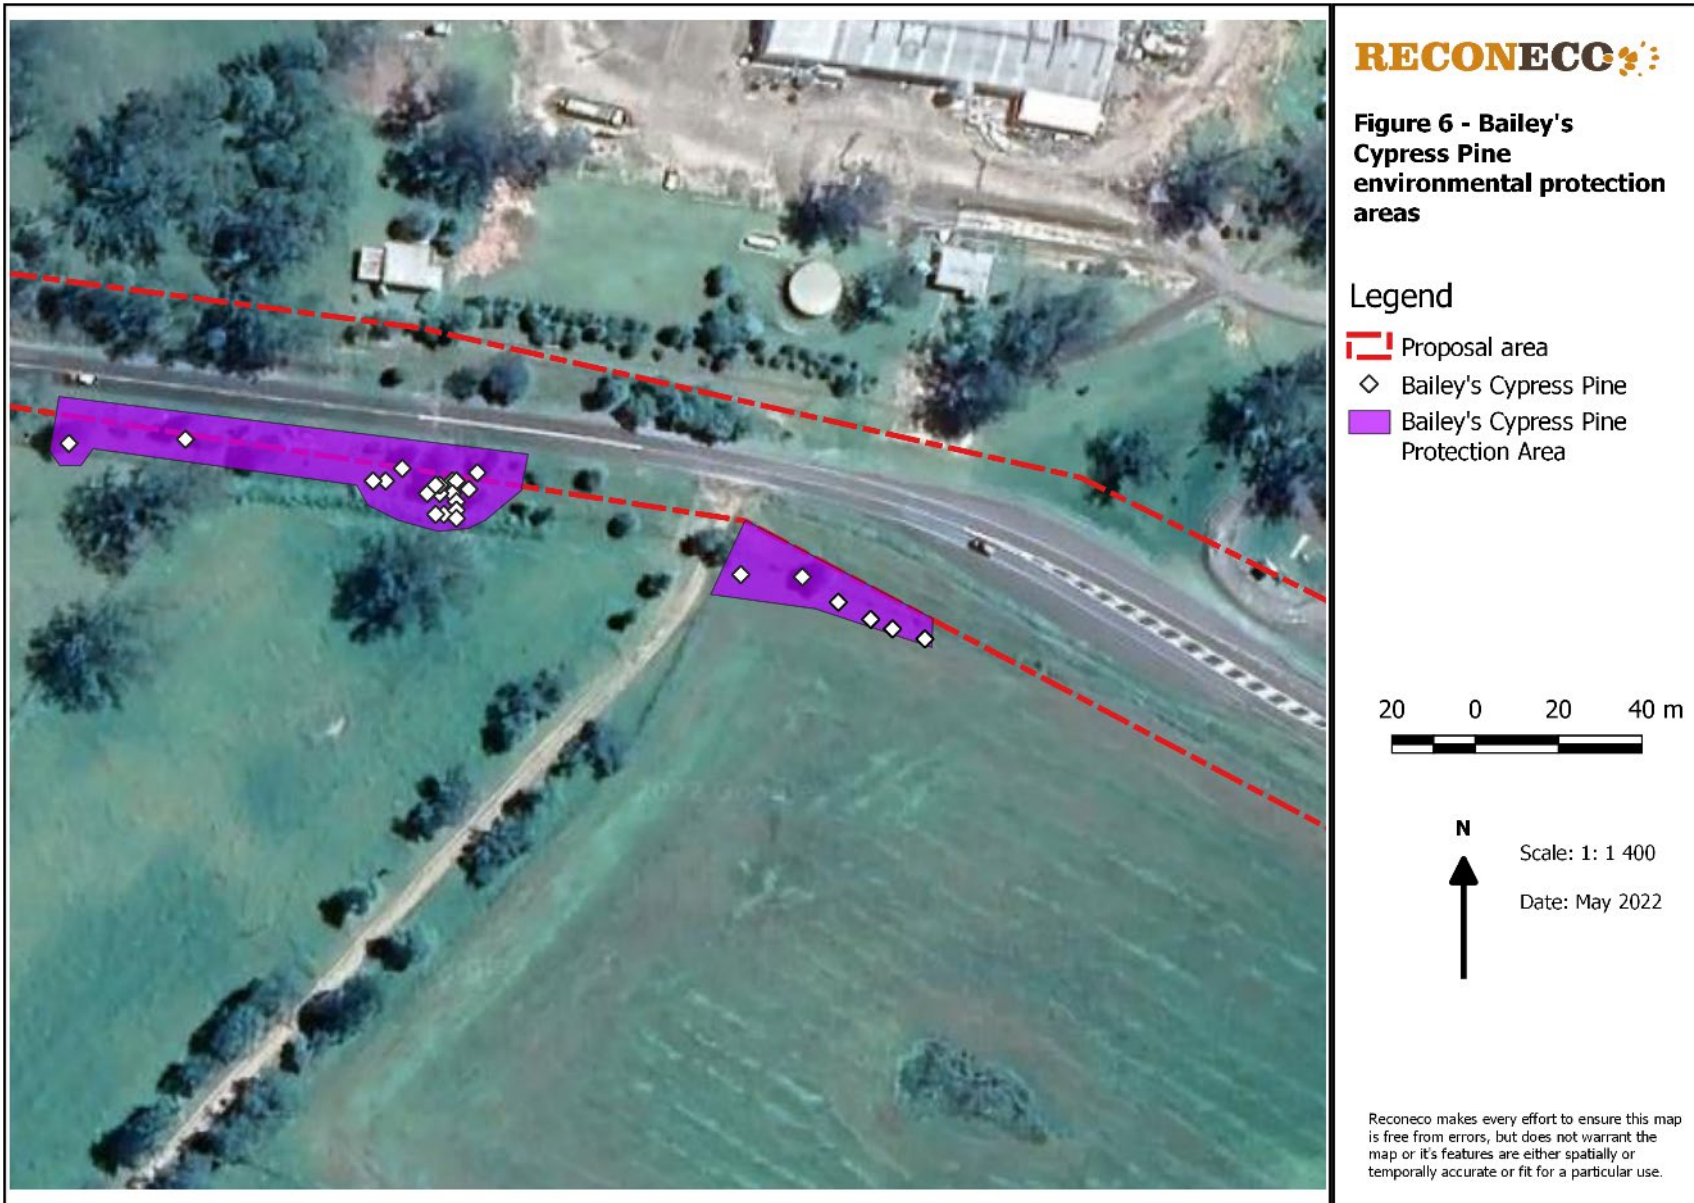 RECONECO
Figure 6 - Bailey's
Cypress Pine
environmental protection
areas
Legend
Proposal area
Bailey's Cypress Pine
Bailey's Cypress Pine
Protection Area
20 0 20 40 m
N
Scale: 1: 1 400
Date: May 2022
Reconeco makes every effort to ensure this map
is free from errors, but does not warrant the
map or it's features are either spatially or
temporally accurate or fit for a particular use.